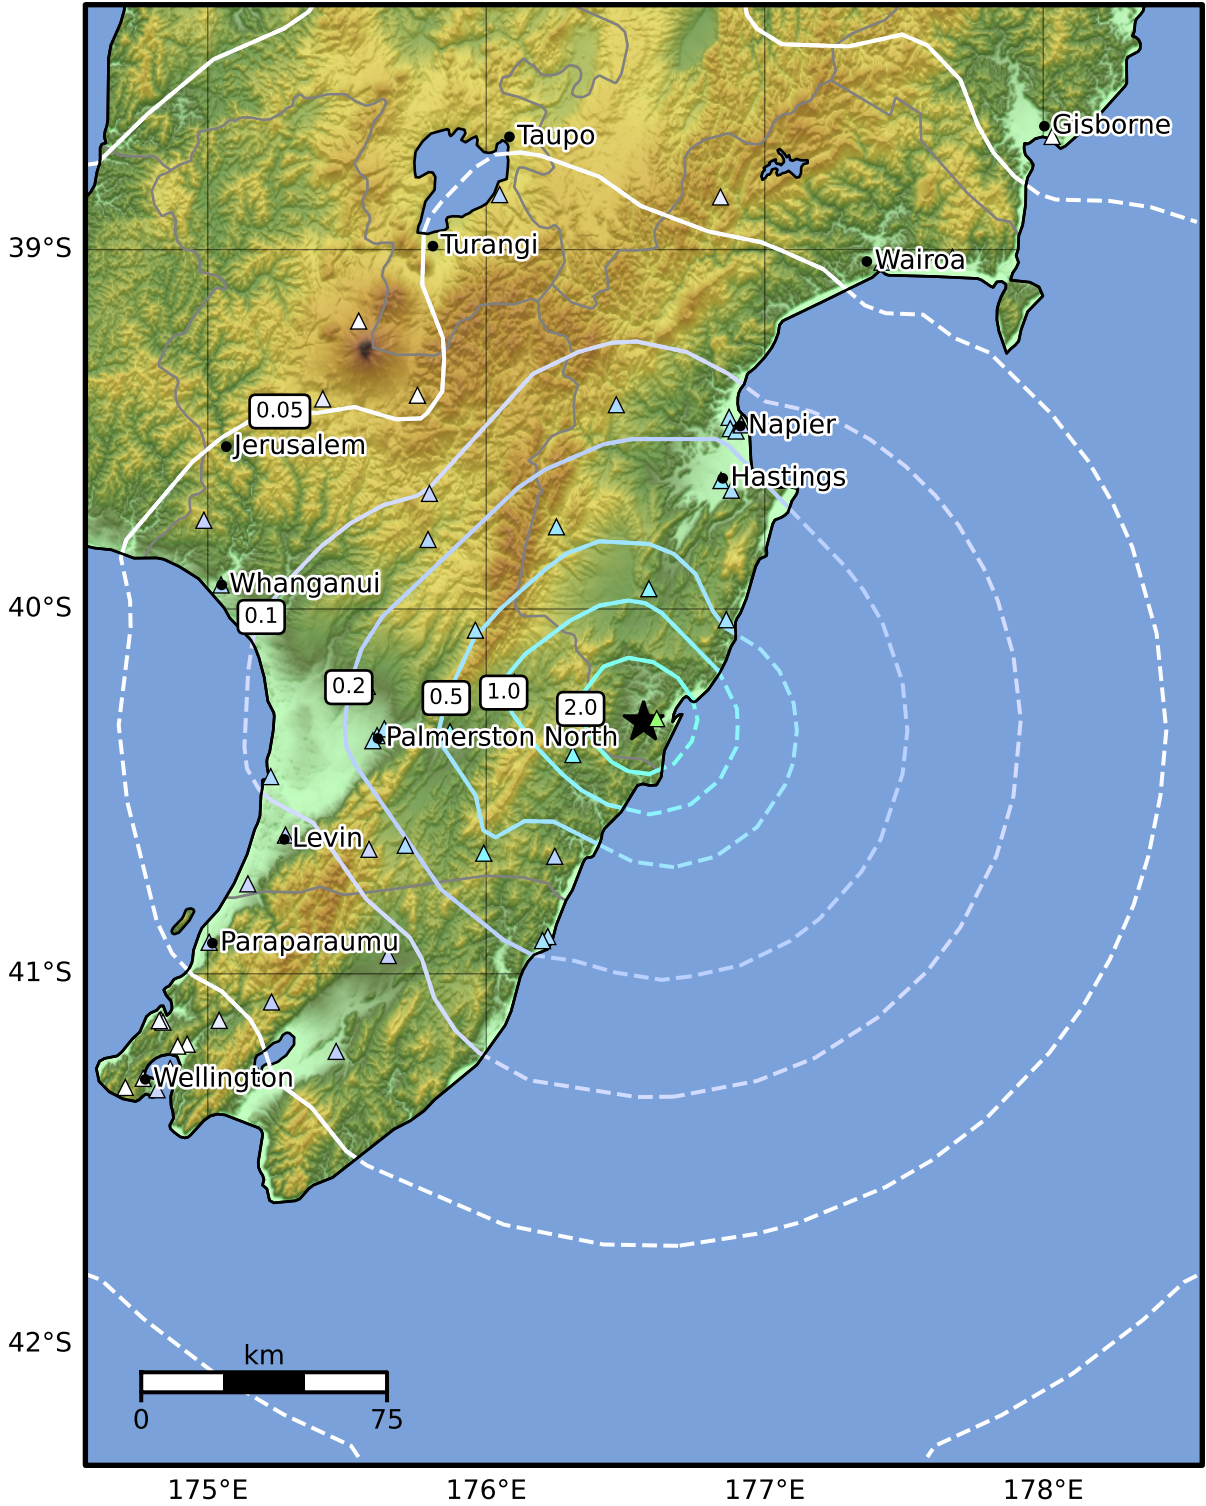 Taupo
Gisborne
Turangi
39°S
Wairoa
0.05
Jerusalem
Napier
Hastings
Whanganui
40°S
0.1
0.2
0.5
1.0
2.0
Palmerston North
Levin
Paraparaumu
41°S
Wellington
42°S
km
0
75
175°E
176°E
177°E
178°E